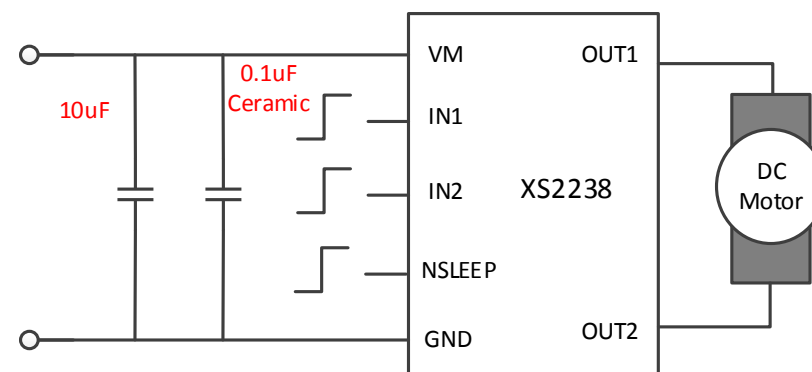 VM
OUT1
0.1uF
Ceramic
10uF
IN1
DC
Motor
IN2
XS2238
NSLEEP
GND
OUT2